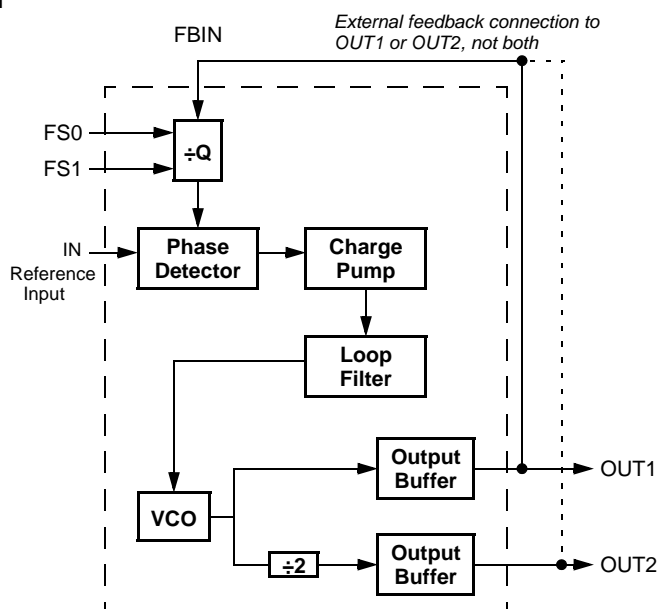 FBIN
External feedback connection to
OUT1 or OUT2, not both
FS0
FS1
÷Q
IN
Reference
Input
Phase
Detector
Charge
Pump
Loop
Filter
VCO
Output
Buffer
OUT1
÷2
Output
Buffer
OUT2